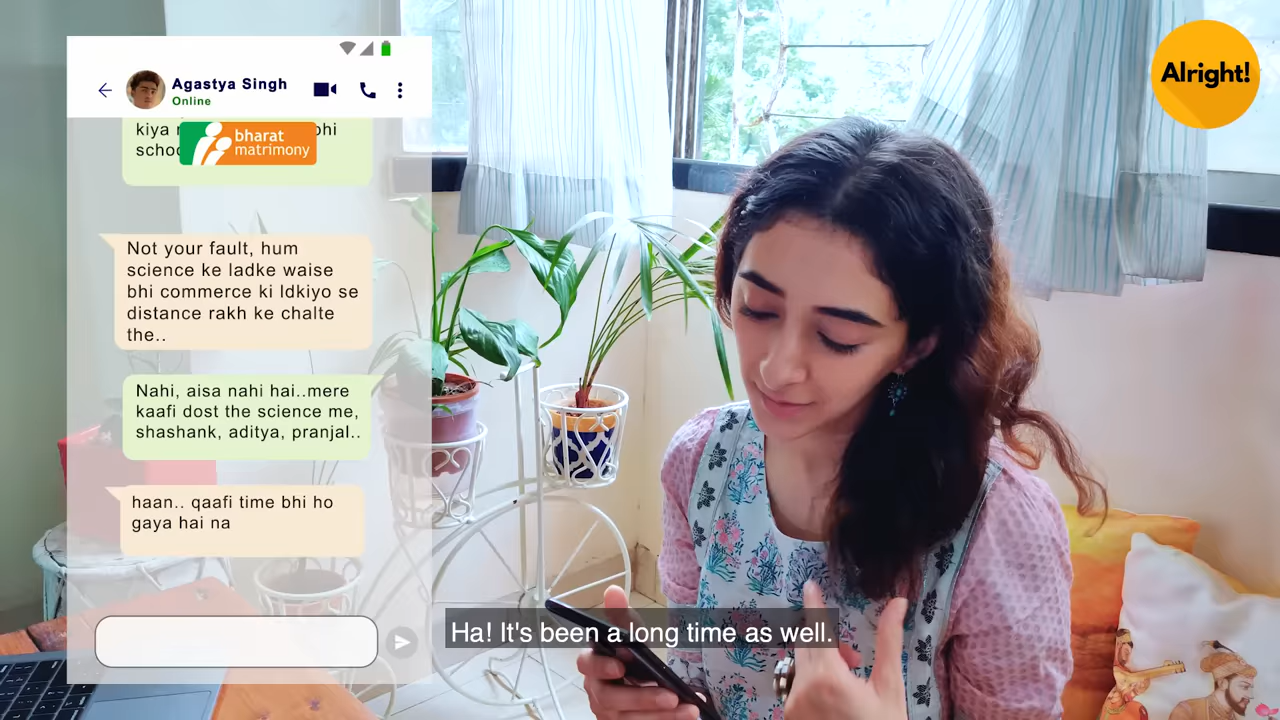 Agastya Singh
Online
kiya
bharat
matrimony
Not your fault, hum
science ke ladke waise
bhi commerce ki ldkiyo se
distance rakh ke chalte
the..
Nahi, aisa nahi hai..mere
kaafi dost the science me,
shashank, aditya, pranjal..
haan.. qaafi time bhi ho
gaya hai na
Ha! It's been a long time as well.
Alright!